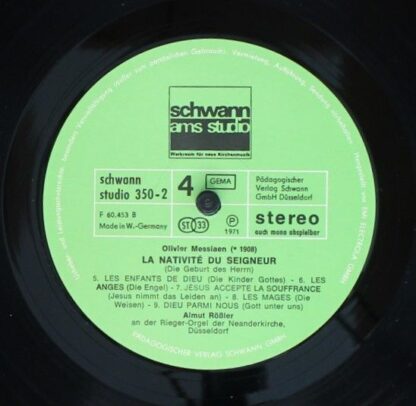 schwann
ams studio
Werkreihe für neue Kirchenmusik
schwann
studio 350-2
4
GEMA
Pädagogischer
Verlag Schwann
GmbH Düsseldorf
F 60.453 B
Made in W.-Germany
ST 33
P
1971
stereo
auch mono abspielbar
Olivier Messiaen (* 1908)
LA NATIVITÉ DU SEIGNEUR
(Die Geburt des Herrn)
5. LES ENFANTS DE DIEU (Die Kinder Gottes) - 6. LES
ANGES (Die Engel) - 7. JÉSUS ACCEPTE LA SOUFFRANCE
(Jesus nimmt das Leiden an) - 8. LES MAGES (Die
Weisen) - 9. DIEU PARMI NOUS (Gott unter uns)
Almut Rößler
an der Rieger-Orgel der Neanderkirche,
Düsseldorf
PÄDAGOGISCHER VERLAG SCHWANN GMBH